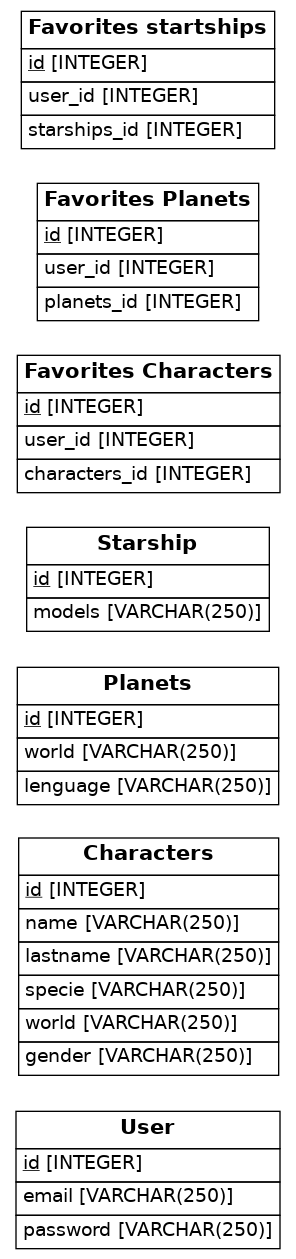 Favorites startships
id [INTEGER]
user_id [INTEGER]
starships_id [INTEGER]
Favorites Planets
id [INTEGER]
user_id [INTEGER]
planets_id [INTEGER]
Favorites Characters
id [INTEGER]
user_id [INTEGER]
characters_id [INTEGER]
Starship
id [INTEGER]
models [VARCHAR(250)]
Planets
id [INTEGER]
world [VARCHAR(250)]
lenguage [VARCHAR(250)]
Characters
id [INTEGER]
name [VARCHAR(250)]
lastname [VARCHAR(250)]
specie [VARCHAR(250)]
world [VARCHAR(250)]
gender [VARCHAR(250)]
User
id [INTEGER]
email [VARCHAR(250)]
password [VARCHAR(250)]